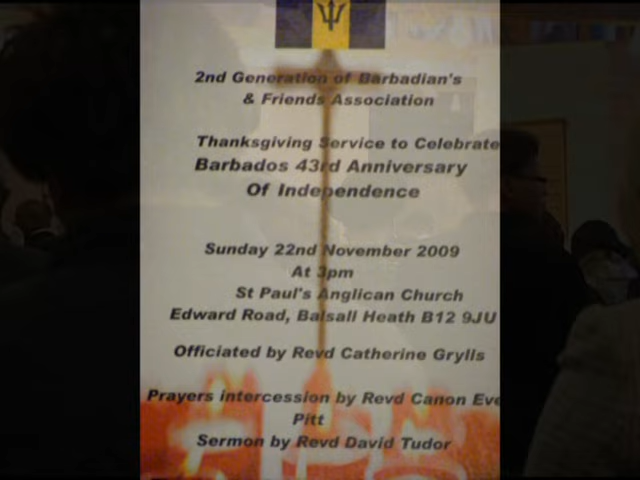 2nd Generation of Barbadian's
& Friends Association
Thanksgiving Service to Celebrate
Barbados 43rd Anniversary
Of Independence
Sunday 22nd November 2009
At 3pm
St Paul's Anglican Church
Edward Road, Balsall Heath B12 9JU
Officiated by Revd Catherine Grylls
Prayers intercession by Revd Canon Eve
Pitt
Sermon by Revd David Tudor